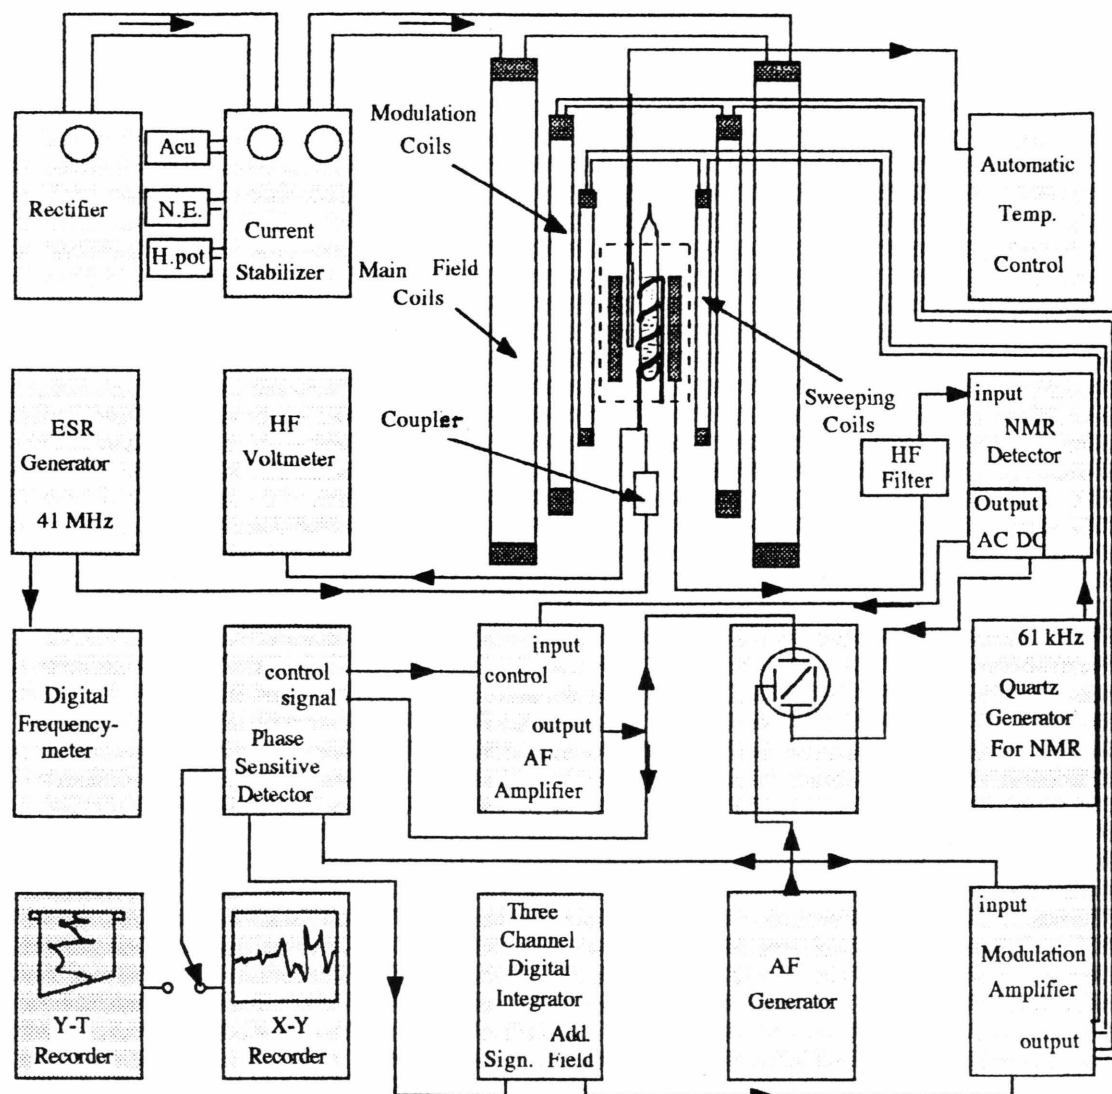 Modulation
Coils
Acu
N.E.
H.pot
Rectifier
Current
Stabilizer
Main Field
Coils
Automatic
Temp.
Control
ESR
Generator
41 MHz
HF
Voltmeter
Coupler
Sweeping
Coils
HF
Filter
input
NMR
Detector
Output
AC DC
Digital
Frequency-
meter
control
signal
Phase
Sensitive
Detector
input
control
output
AF
Amplifier
61 kHz
Quartz
Generator
For NMR
Y-T
Recorder
X-Y
Recorder
Three
Channel
Digital
Integrator
Add.
Sign. Field
AF
Generator
input
Modulation
Amplifier
output